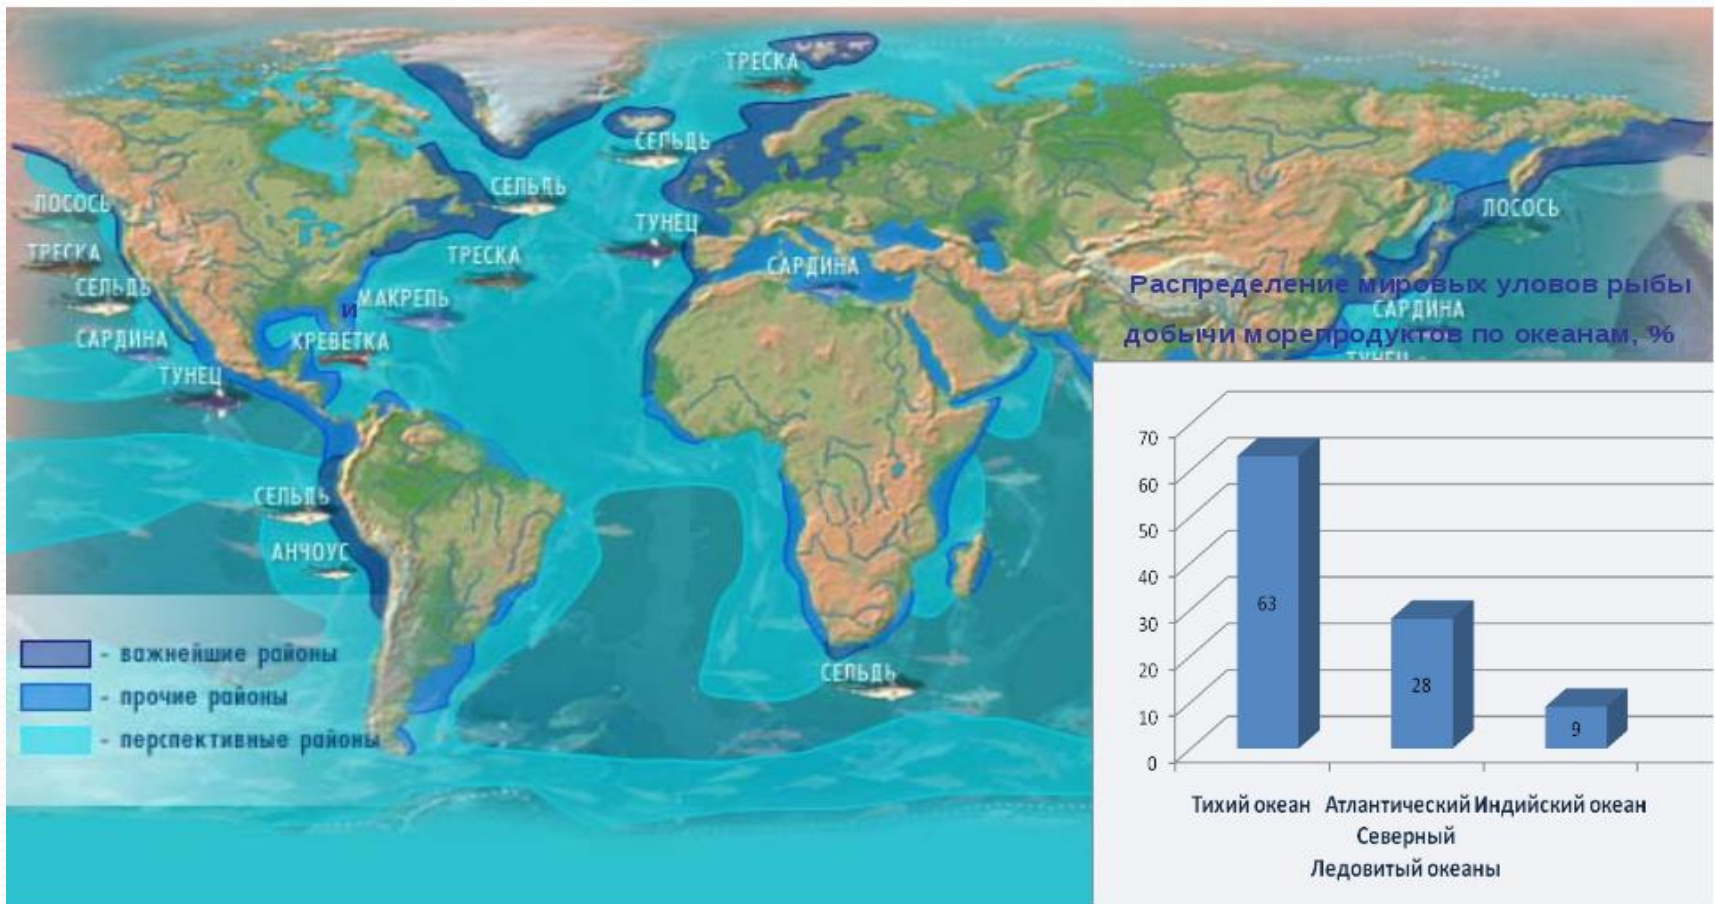 ТРЕСКА
СЕЛЬДЬ
СЕЛЬДЬ
ЛОСОСЬ
ЛОСОСЬ
ТУНЕЦ
ТРЕСКА
ТРЕСКА
САРДИНА
СЕЛЬДЬ
МАКРЕЛЬ
и
САРДИНА
КРЕВЕТКА
ТУНЕЦ
СЕЛЬДЬ
АНЧОУС
СЕЛЬДЬ
- важнейшие районы
- прочие районы
- перспективные районы
Распределение мировых уловов рыбы
САРДИНА
добычи морепродуктов по океанам, %
ТУНЕЦ
70
60
50
40
30
20
10
0
63
28
9
Тихий океан Атлантический Индийский океан
Северный
Ледовитый океаны